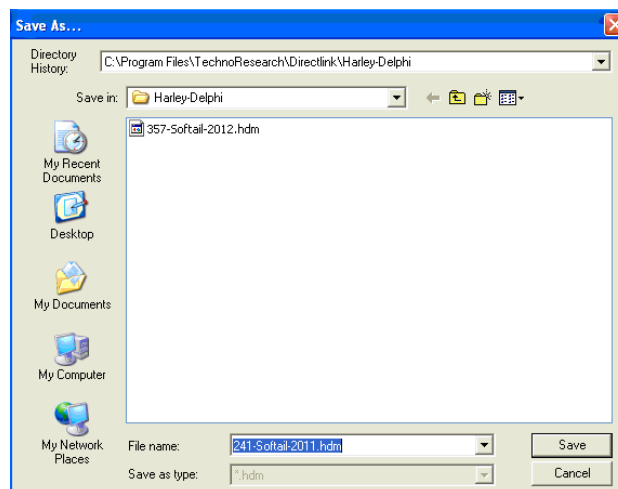 Save As...
Directory
History:
C:\Program Files\TechnoResearch\Directlink\Harley-Delphi
Save in:
Harley-Delphi
357-Softail-2012.hdm
My Recent
Documents
Desktop
My Documents
My Computer
My Network
Places
File name:
241-Softail-2011.hdm
Save
Save as type:
*.hdm
Cancel